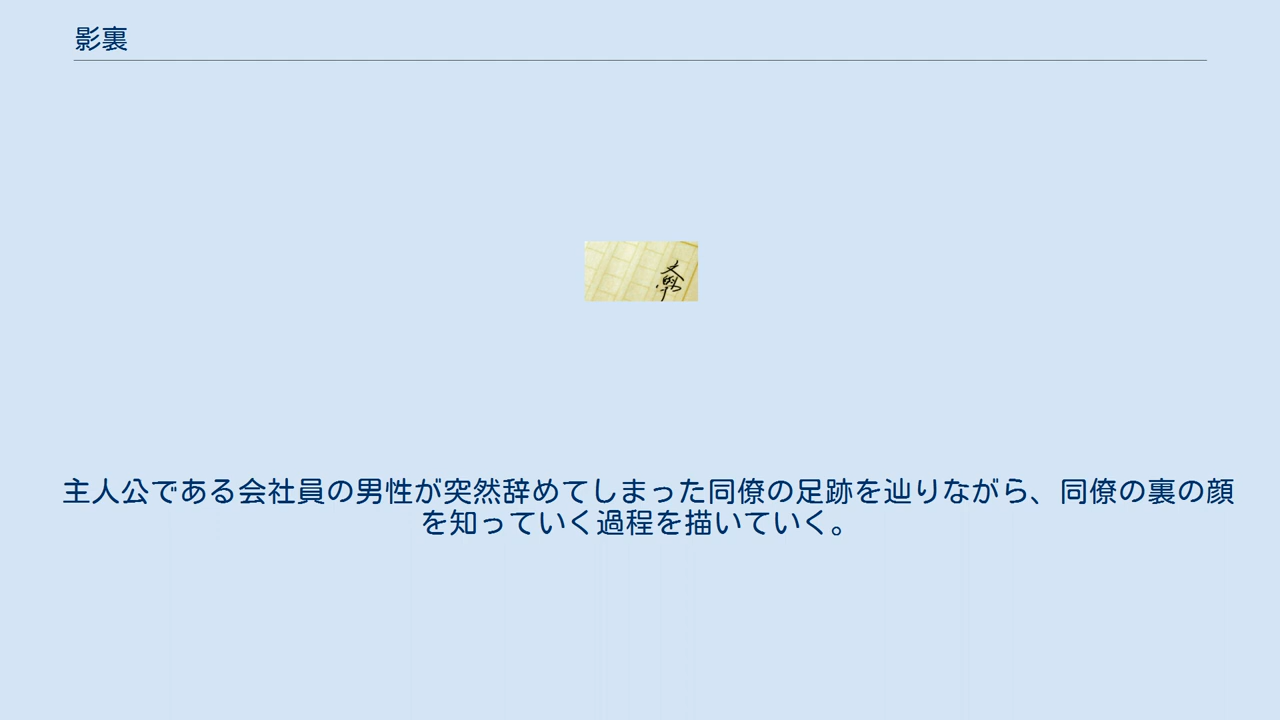 影裏
主人公である会社員の男性が突然辞めてしまった同僚の足跡を辿りながら、同僚の裏の顔
を知っていく過程を描いていく。